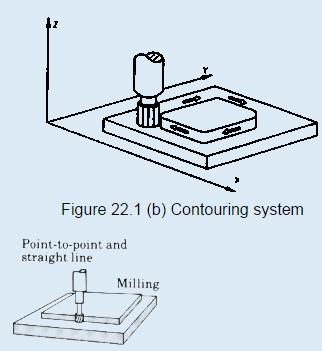 Z
Y
X
Figure 22.1 (b) Contouring system
Point-to-point and
straight line
Milling